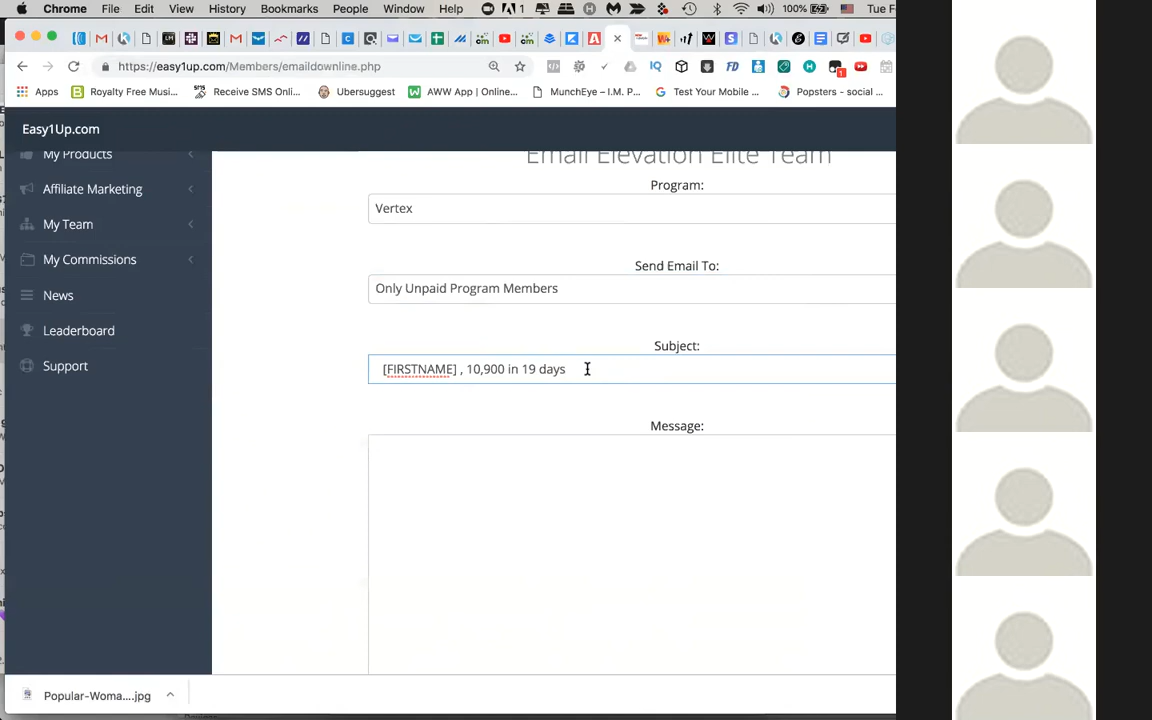 Chrome File Edit View History Bookmarks People Window Help 1 100% Tue F
https://easy1up.com/Members/emaildownline.php
Apps Royalty Free Musi... Receive SMS Onli... Ubersuggest AWW App | Online... MunchEye – I.M. P... Test Your Mobile ... Popsters - social ...
Easy1Up.com
My Products
Affiliate Marketing
My Team
My Commissions
News
Leaderboard
Support
Email Elevation Elite Team
Program:
Vertex
Send Email To:
Only Unpaid Program Members
Subject:
[FIRSTNAME] , 10,900 in 19 days
Message:
Popular-Woma....jpg